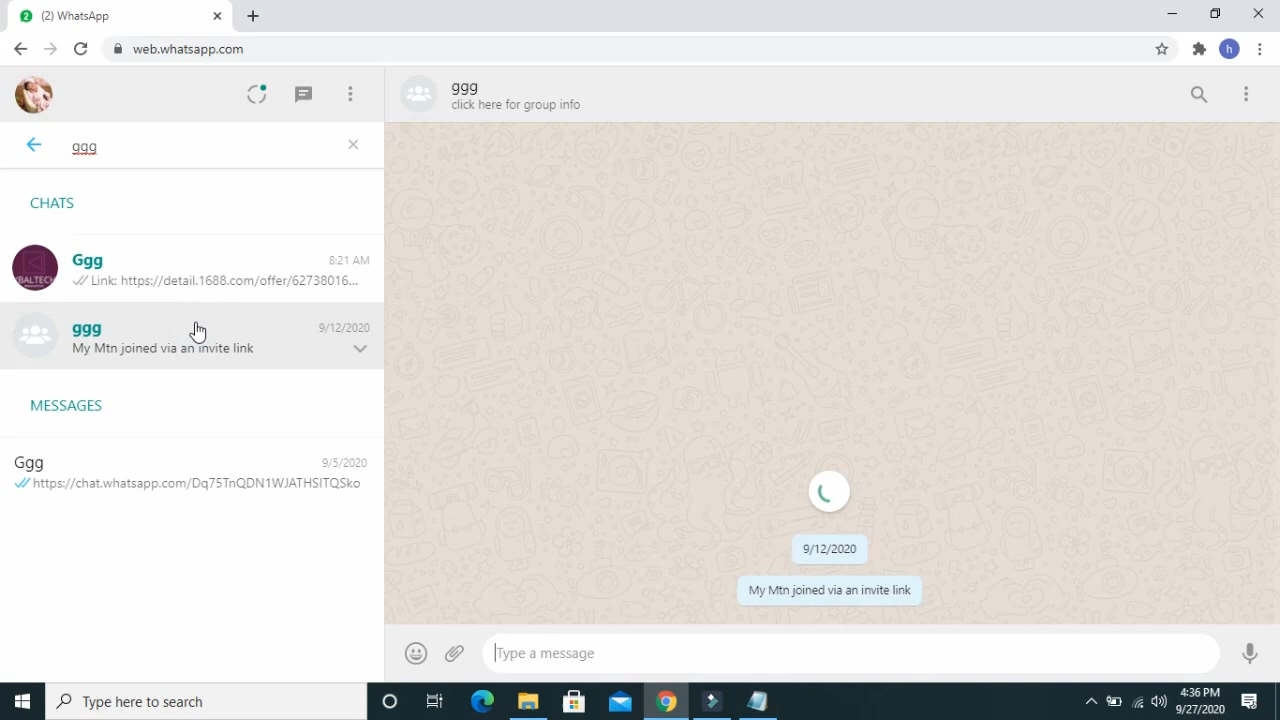 (2) WhatsApp
web.whatsapp.com
h
ggg
CHATS
Ggg
8:21 AM
Link: https://detail.1688.com/offer/62738016...
ggg
9/12/2020
My Mtn joined via an invite link
MESSAGES
Ggg
9/5/2020
https://chat.whatsapp.com/Dq75TnQDN1WJATHSITQSko
ggg
click here for group info
9/12/2020
My Mtn joined via an invite link
Type a message
Type here to search
4:36 PM
9/27/2020